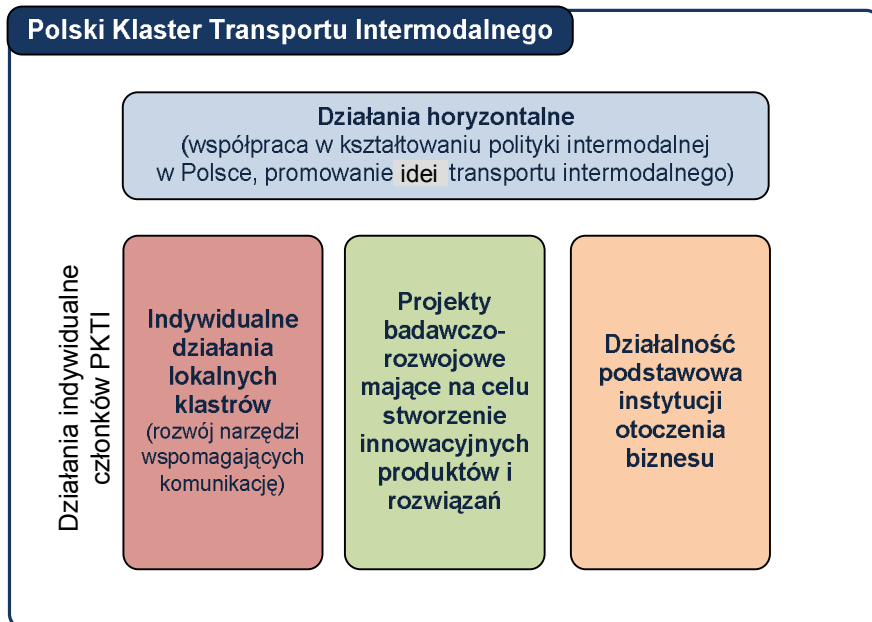 Polski Klaster Transportu Intermodalnego
Działania horyzontalne
(współpraca w kształtowaniu polityki intermodalnej
w Polsce, promowanie idei transportu intermodalnego)
Działania indywidualne
członków PKTI
Indywidualne
działania
lokalnych
klastrów
(rozwój narzędzi
wspomagających
komunikację)
Projekty
badawczo-
rozwojowe
mające na celu
stworzenie
innowacyjnych
produktów i
rozwiązań
Działalność
podstawowa
instytucji
otoczenia
biznesu